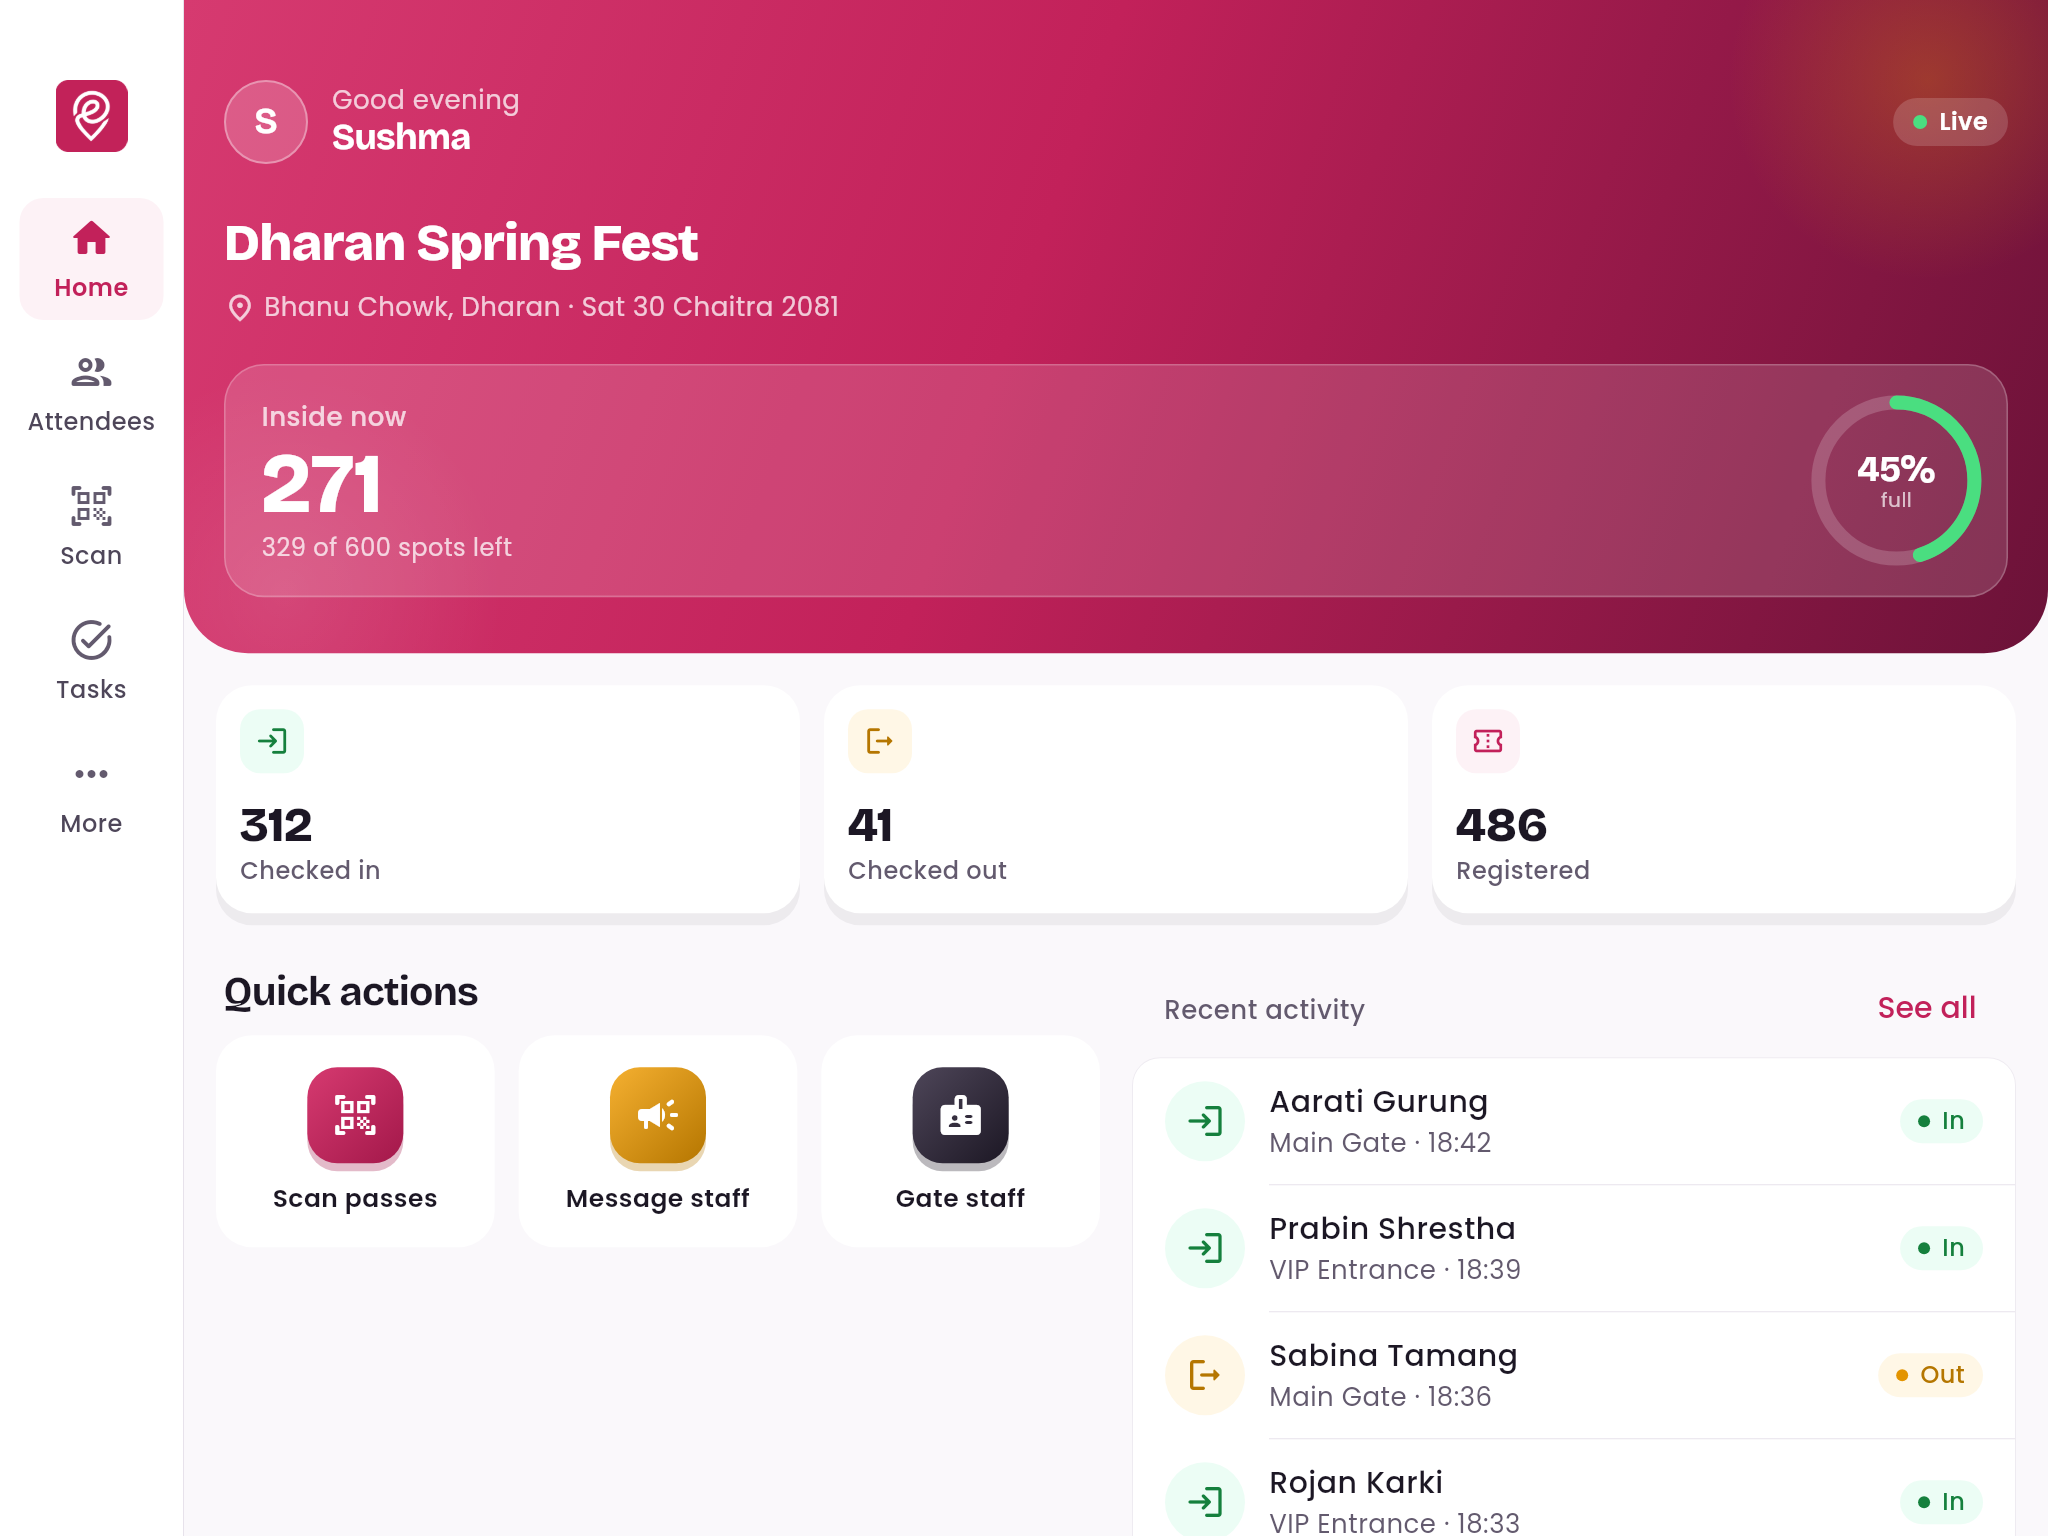 Home
Attendees
Scan
Tasks
More
S
Good evening
Sushma
Live
Dharan Spring Fest
Bhanu Chowk, Dharan · Sat 30 Chaitra 2081
Inside now
271
329 of 600 spots left
45%
full
312
Checked in
41
Checked out
486
Registered
Quick actions
Scan passes
Message staff
Gate staff
Recent activity
See all
Aarati Gurung
Main Gate · 18:42
In
Prabin Shrestha
VIP Entrance · 18:39
In
Sabina Tamang
Main Gate · 18:36
Out
Rojan Karki
VIP Entrance · 18:33
In